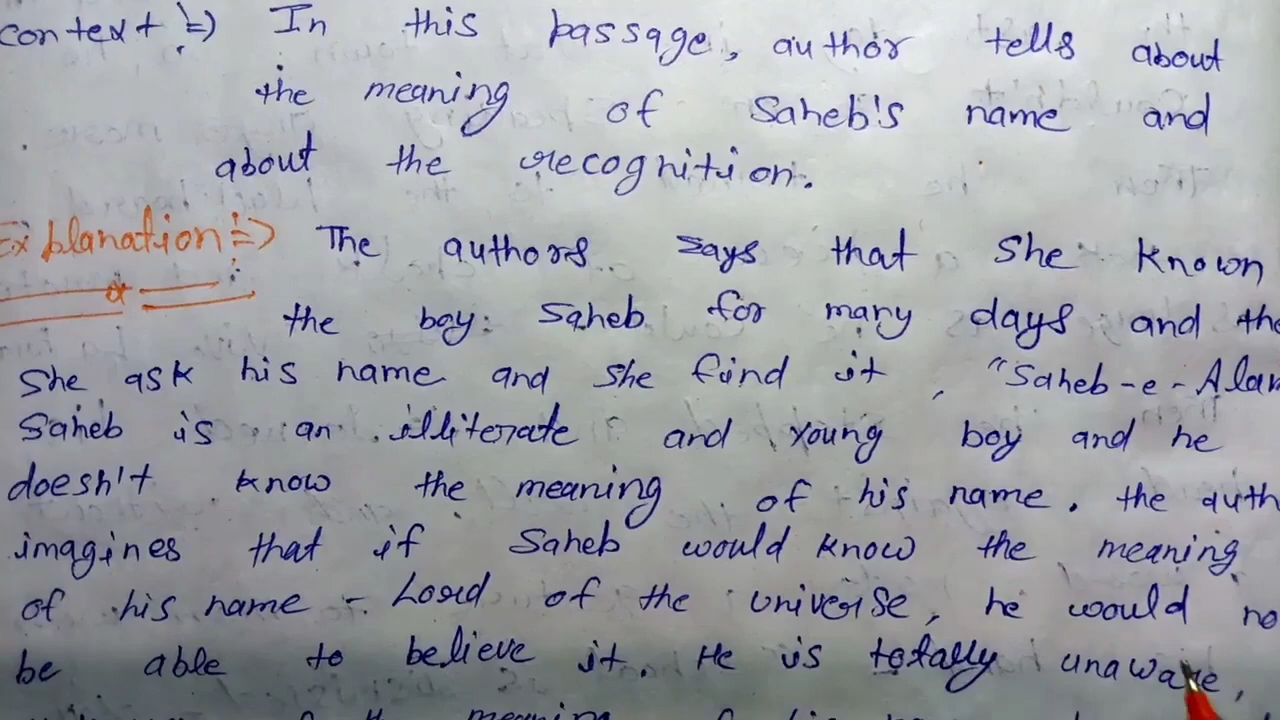 context :=) In this passage, author tells about
the meaning of Saheb's name and
about the recognition.
Explanation :=) The authors says that she known
the boy Saheb for many days and the
She ask his name and she find it, "Saheb-e-Alam
Saheb is an illiterate and young boy and he
doesn't know the meaning of his name. the auth
imagines that if Saheb would know the meaning
of his name - Lord of the universe, he would no
be able to believe it. He is totally unaware,
meaning